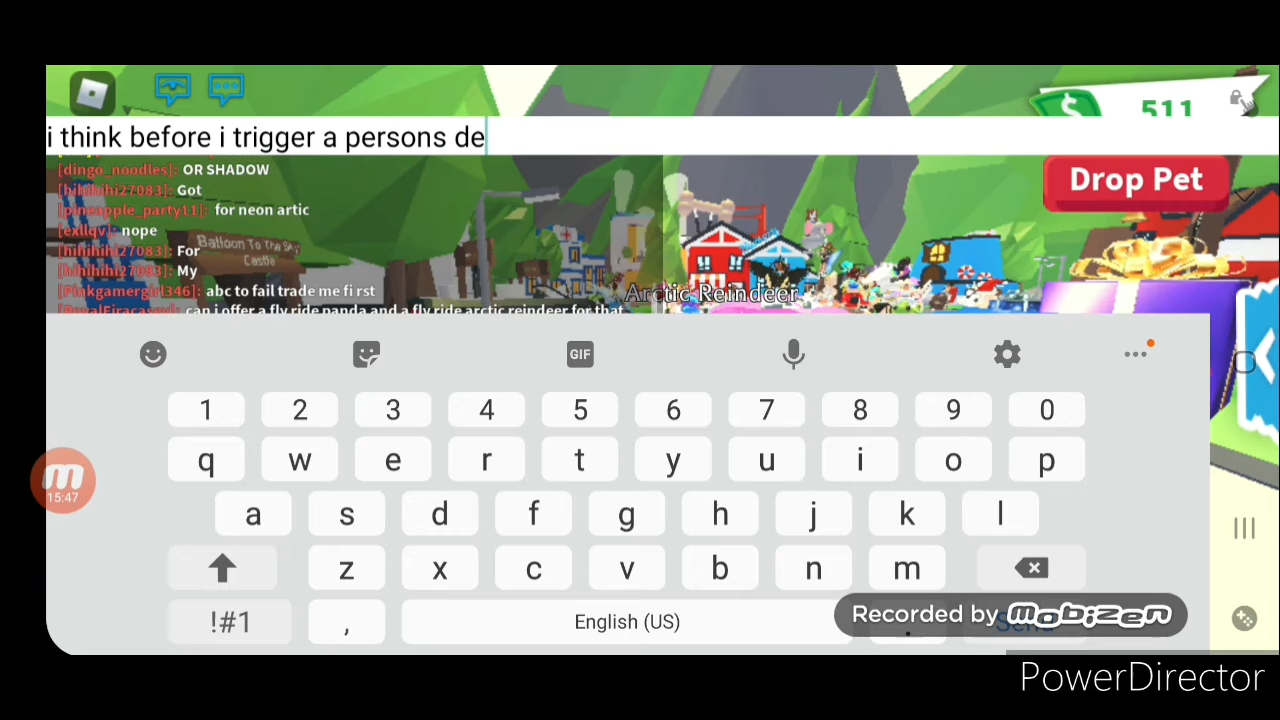 511
i think before i trigger a persons de
[dingo_noodles]: OR SHADOW
[hihihihi27083]: Got
[pineapple_party11]: for neon artic
[exllqv]: nope
[hihihihi27083]: For
[hihihihi27083]: My
[Pinkgamergirl346]: abc to fail trade me fi rst
can i offer a fly ride panda and a fly ride arctic reindeer for that
Drop Pet
Balloon To The Sky
Castle
Arctic Reindeer
GIF
1 2 3 4 5 6 7 8 9 0
q w e r t y u i o p
15:47
a s d f g h j k l
z x c v b n m
!#1 , English (US) . Send
Recorded by mobizen
PowerDirector